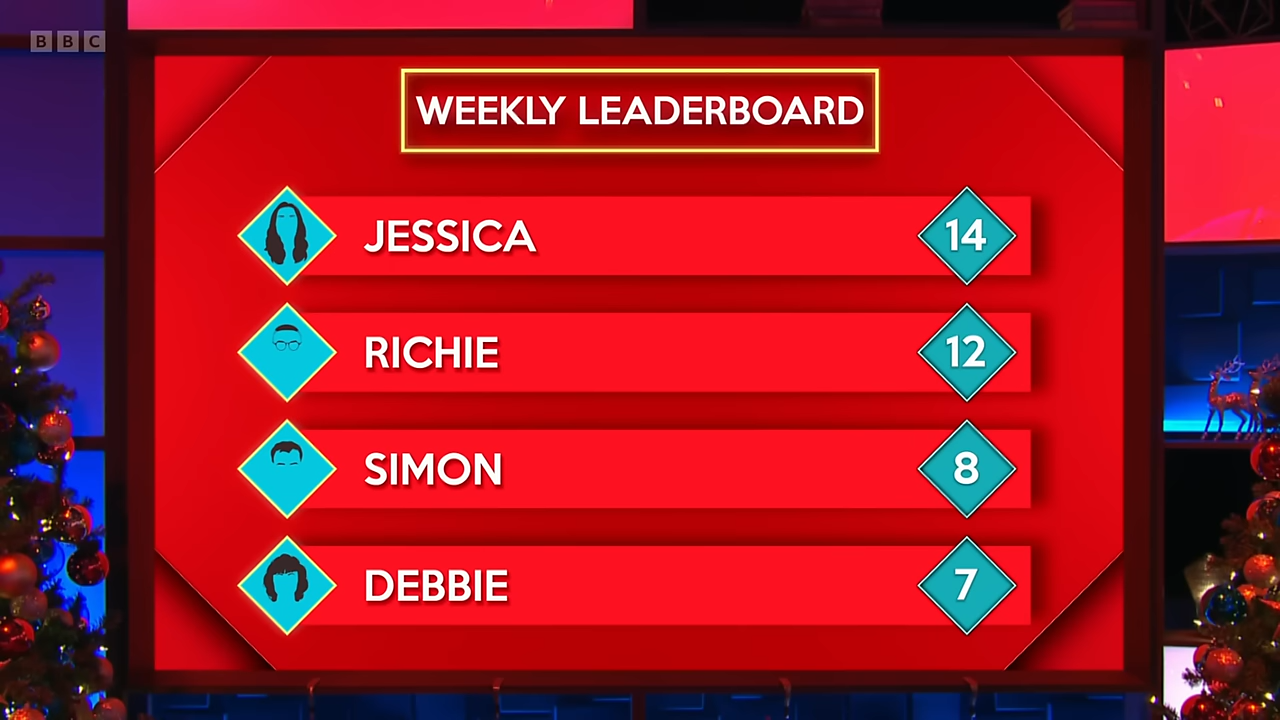 BBC
WEEKLY LEADERBOARD
JESSICA 14
RICHIE 12
SIMON 8
DEBBIE 7